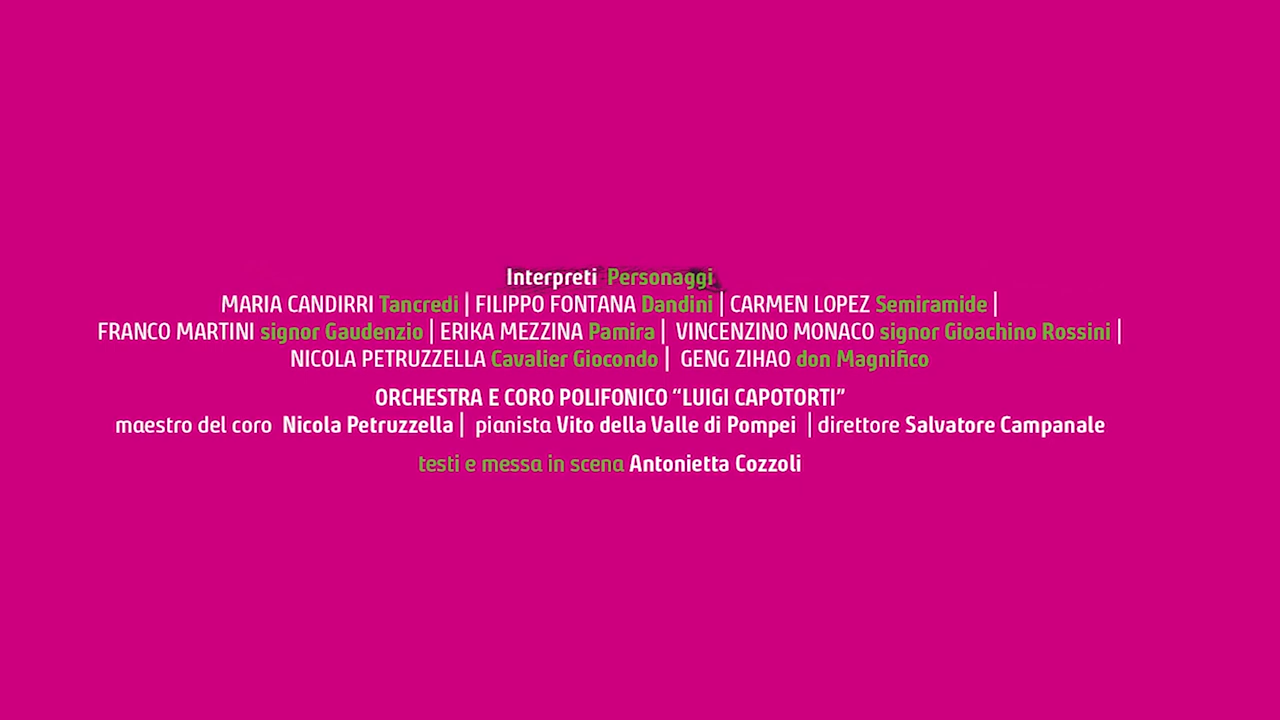 Interpreti Personaggi
MARIA CANDIRRI Tancredi | FILIPPO FONTANA Dandini | CARMEN LOPEZ Semiramide |
FRANCO MARTINI signor Gaudenzio | ERIKA MEZZINA Pamira | VINCENZINO MONACO signor Gioachino Rossini |
NICOLA PETRUZZELLA Cavalier Giocondo | GENG ZIHAO don Magnifico
ORCHESTRA E CORO POLIFONICO “LUIGI CAPOTORTI”
maestro del coro Nicola Petruzzella | pianista Vito della Valle di Pompei | direttore Salvatore Campanale
testi e messa in scena Antonietta Cozzoli